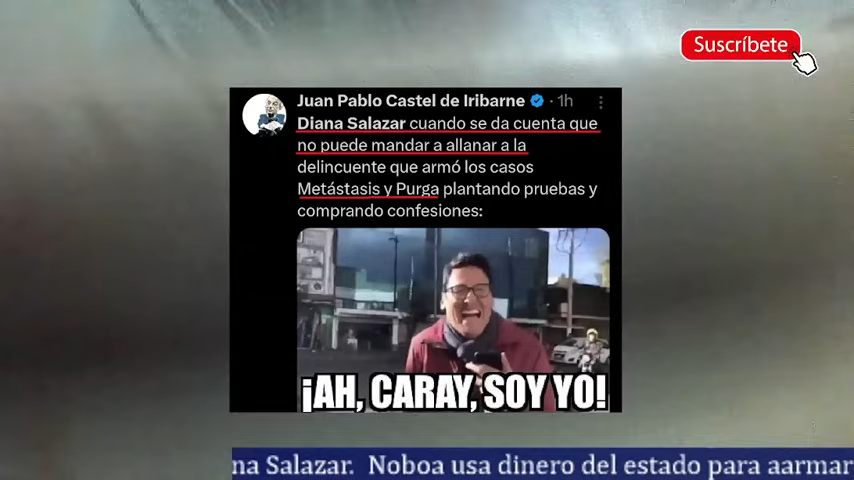 Suscríbete
Juan Pablo Castel de Iribarne · 1h
Diana Salazar cuando se da cuenta que
no puede mandar a allanar a la
delincuente que armó los casos
Metástasis y Purga plantando pruebas y
comprando confesiones:
¡AH, CARAY, SOY YO!
na Salazar. Noboa usa dinero del estado para aarmar